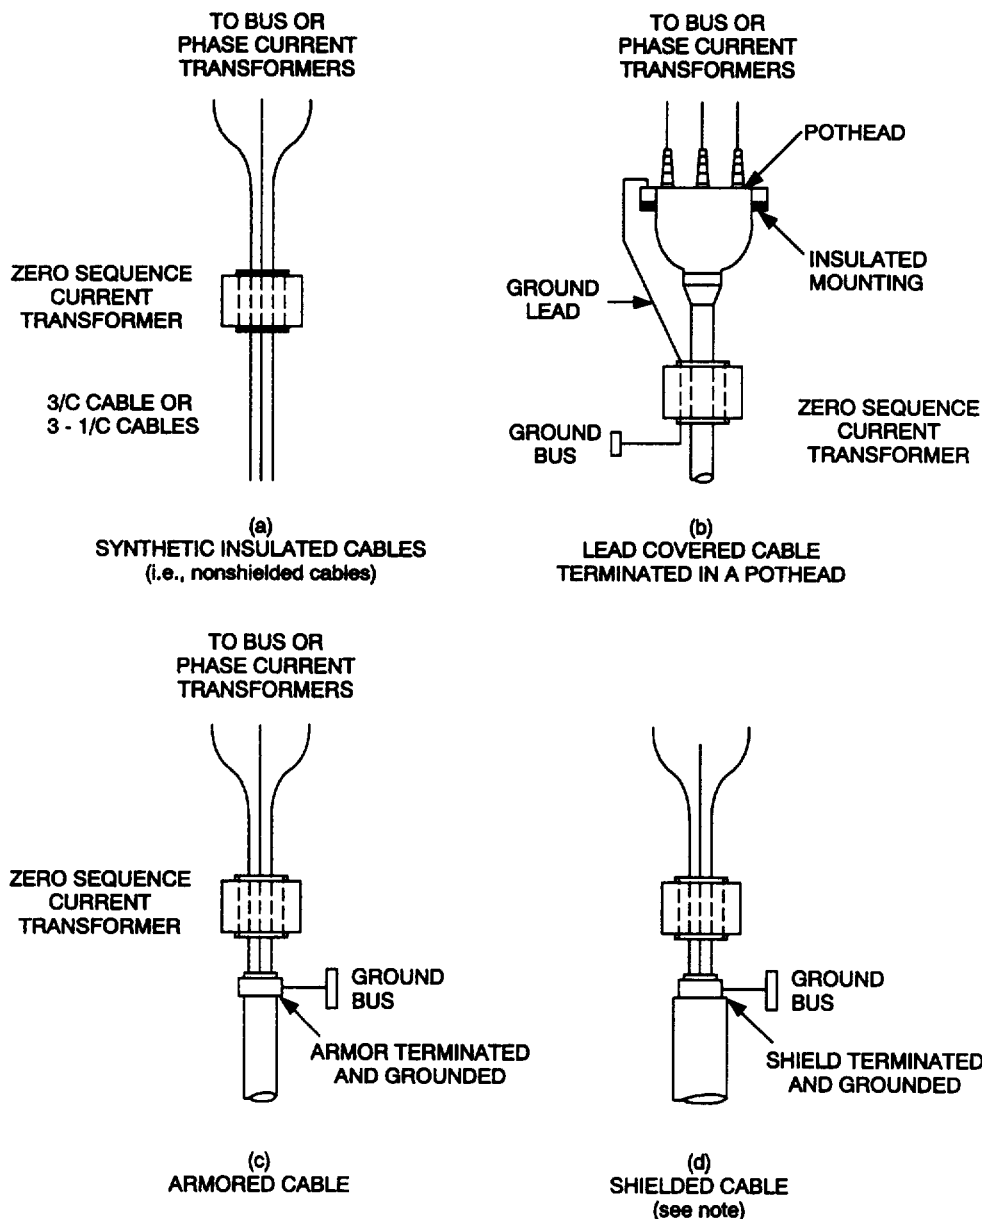 TO BUS OR
PHASE CURRENT
TRANSFORMERS
ZERO SEQUENCE
CURRENT
TRANSFORMER
3/C CABLE OR
3 - 1/C CABLES
(a)
SYNTHETIC INSULATED CABLES
(i.e., nonshielded cables)
TO BUS OR
PHASE CURRENT
TRANSFORMERS
POTHEAD
INSULATED
MOUNTING
GROUND
LEAD
GROUND
BUS
ZERO SEQUENCE
CURRENT
TRANSFORMER
(b)
LEAD COVERED CABLE
TERMINATED IN A POTHEAD
TO BUS OR
PHASE CURRENT
TRANSFORMERS
ZERO SEQUENCE
CURRENT
TRANSFORMER
GROUND
BUS
ARMOR TERMINATED
AND GROUNDED
(c)
ARMORED CABLE
GROUND
BUS
SHIELD TERMINATED
AND GROUNDED
(d)
SHIELDED CABLE
(see note)